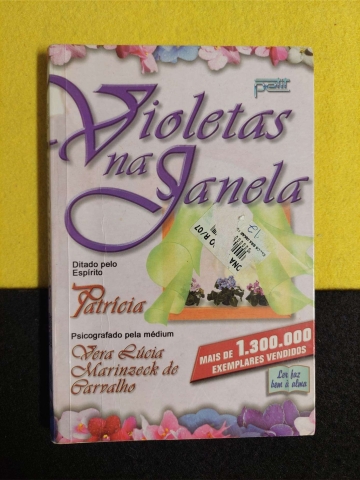 petit
Violetas
na
Janela
Ditado pelo
Espírito
Patrícia
Psicografado pela médium
Vera Lúcia
Marinzeck de
Carvalho
MAIS DE 1.300.000
EXEMPLARES VENDIDOS
Ler faz
bem à alma